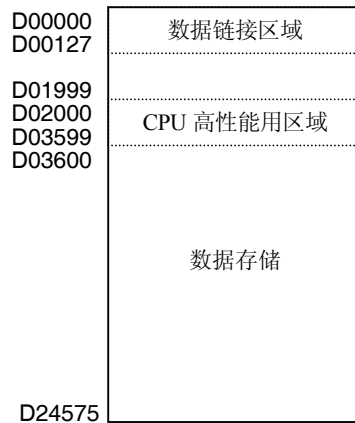 D00000
数据链接区域
D00127
D01999
D02000
CPU 高性能用区域
D03599
D03600
数据存储
D24575